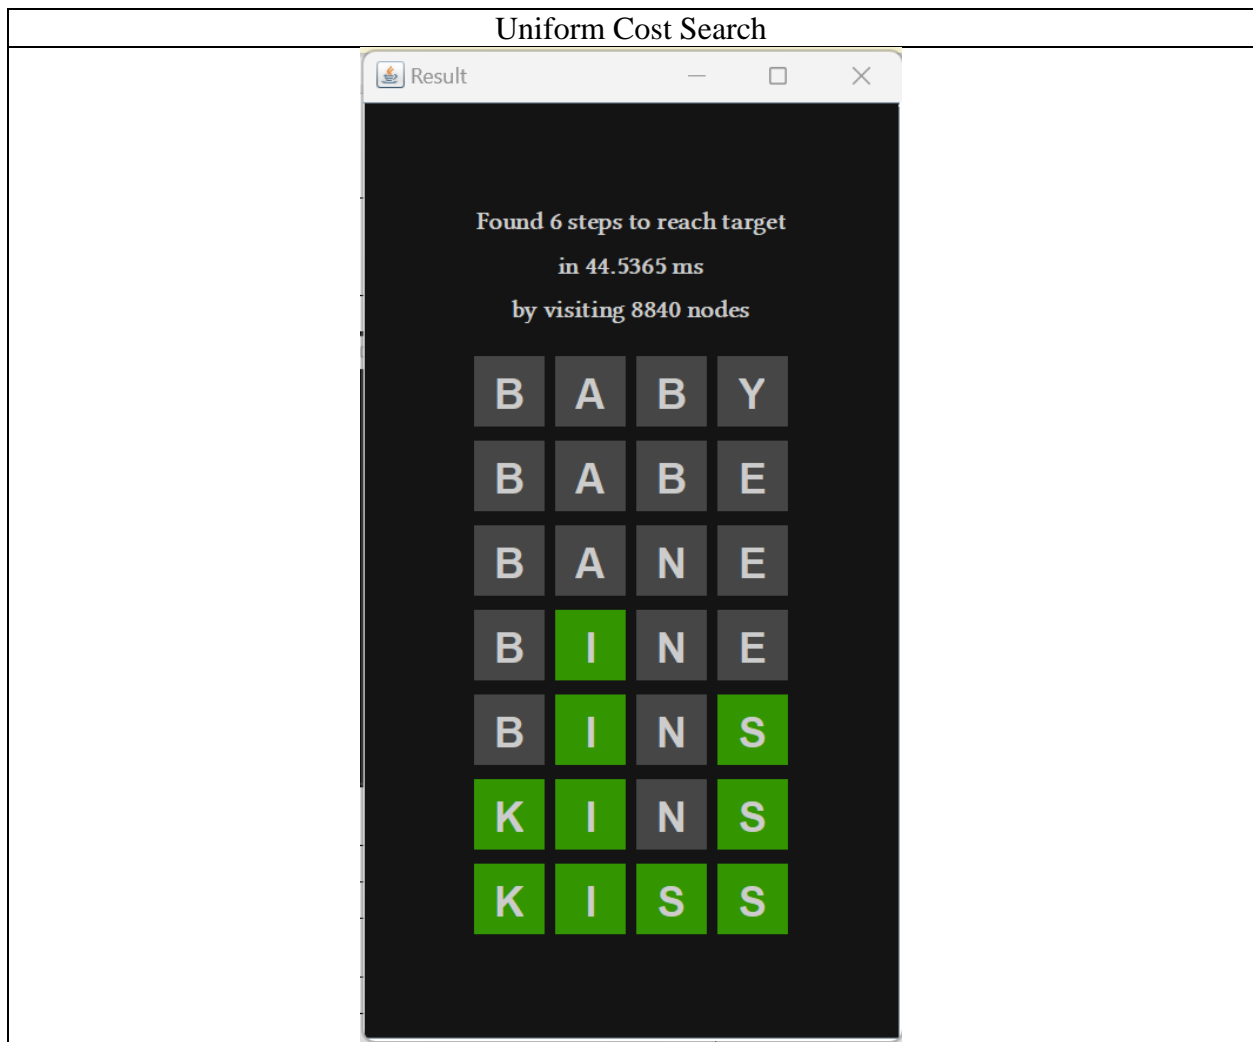 Uniform Cost Search
Result
Found 6 steps to reach target
in 44.5365 ms
by visiting 8840 nodes
B A B Y
B A B E
B A N E
B I N E
B I N S
K I N S
K I S S